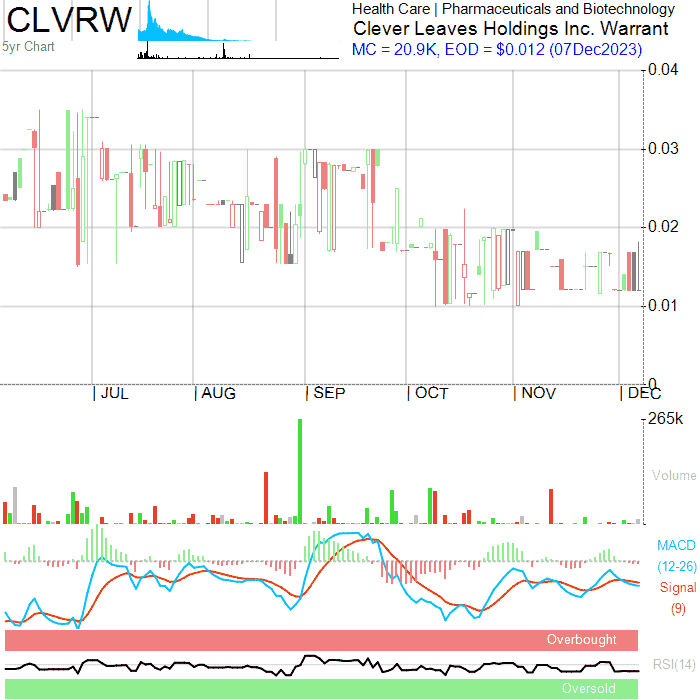 CLVRW
5yr Chart
Health Care | Pharmaceuticals and Biotechnology
Clever Leaves Holdings Inc. Warrant
MC = 20.9K, EOD = $0.012 (07Dec2023)
0.04
0.03
0.02
0.01
0
| JUL | AUG | SEP | OCT | NOV | DEC
265k
Volume
MACD
(12-26)
Signal
(9)
Overbought
RSI(14)
Oversold